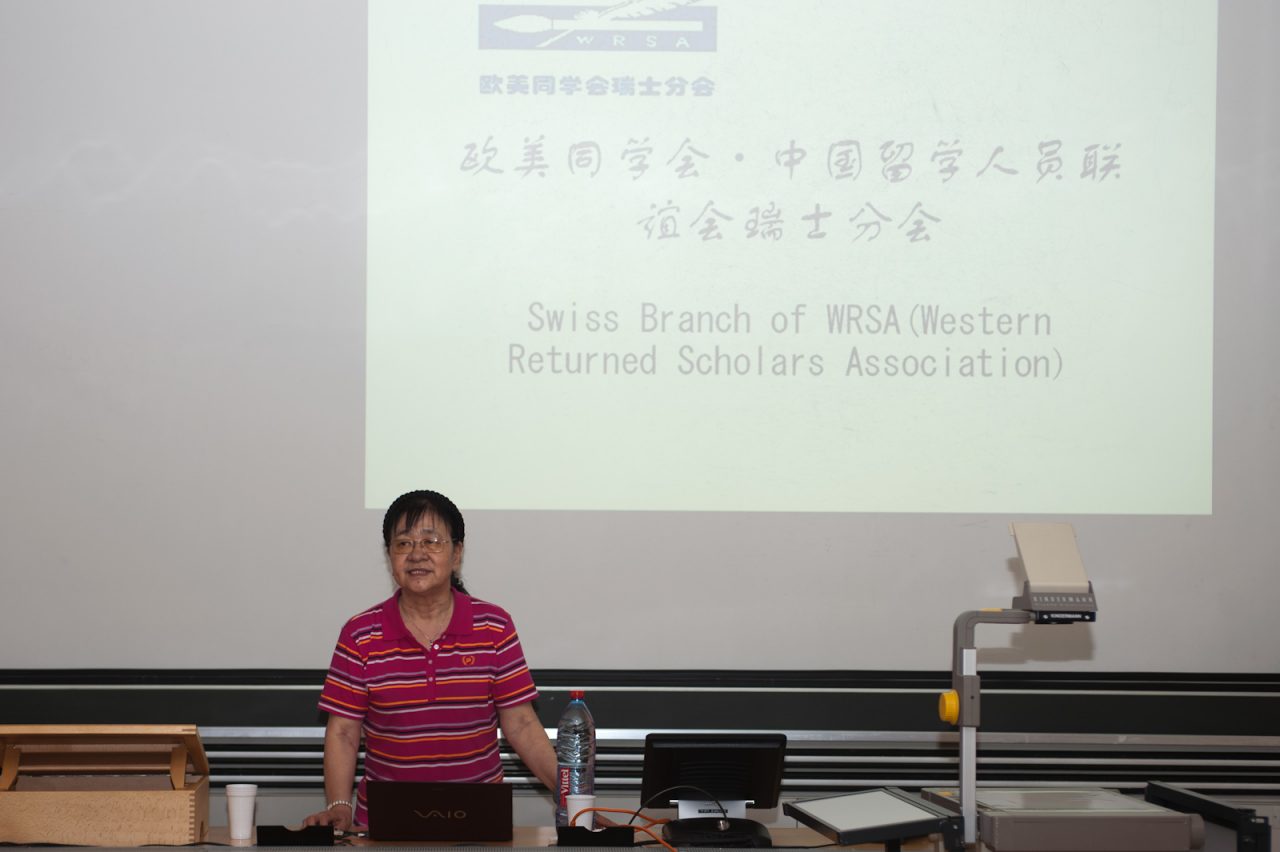 WRSA
欧美同学会瑞士分会
欧美同学会·中国留学人员联
谊会瑞士分会
Swiss Branch of WRSA(Western
Returned Scholars Association)
KINDERMANN
KINDERMANN
Vittel
VAIO